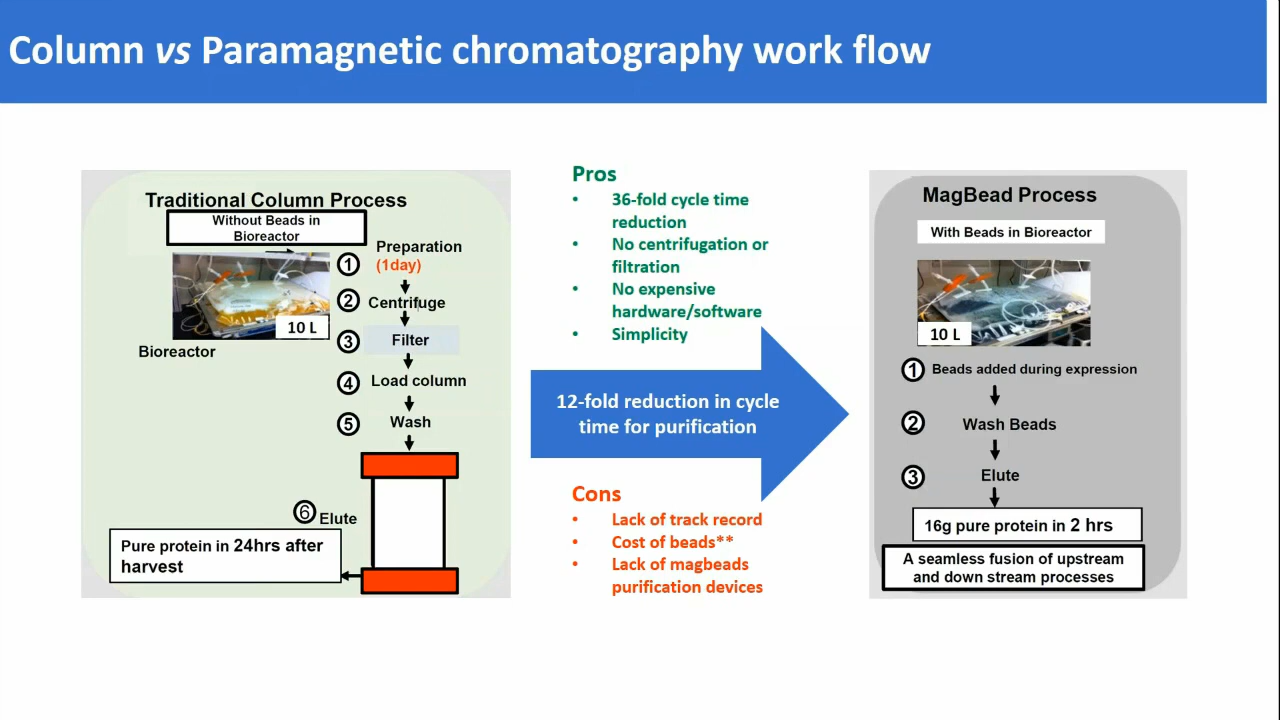 Column vs Paramagnetic chromatography work flow
Traditional Column Process
Without Beads in
Bioreactor
10 L
Bioreactor
1 Preparation
(1day)
2 Centrifuge
3 Filter
4 Load column
5 Wash
6 Elute
Pure protein in 24hrs after
harvest
Pros
• 36-fold cycle time
reduction
• No centrifugation or
filtration
• No expensive
hardware/software
• Simplicity
12-fold reduction in cycle
time for purification
Cons
• Lack of track record
• Cost of beads**
• Lack of magbeads
purification devices
MagBead Process
With Beads in Bioreactor
10 L
1 Beads added during expression
2 Wash Beads
3 Elute
16g pure protein in 2 hrs
A seamless fusion of upstream
and down stream processes